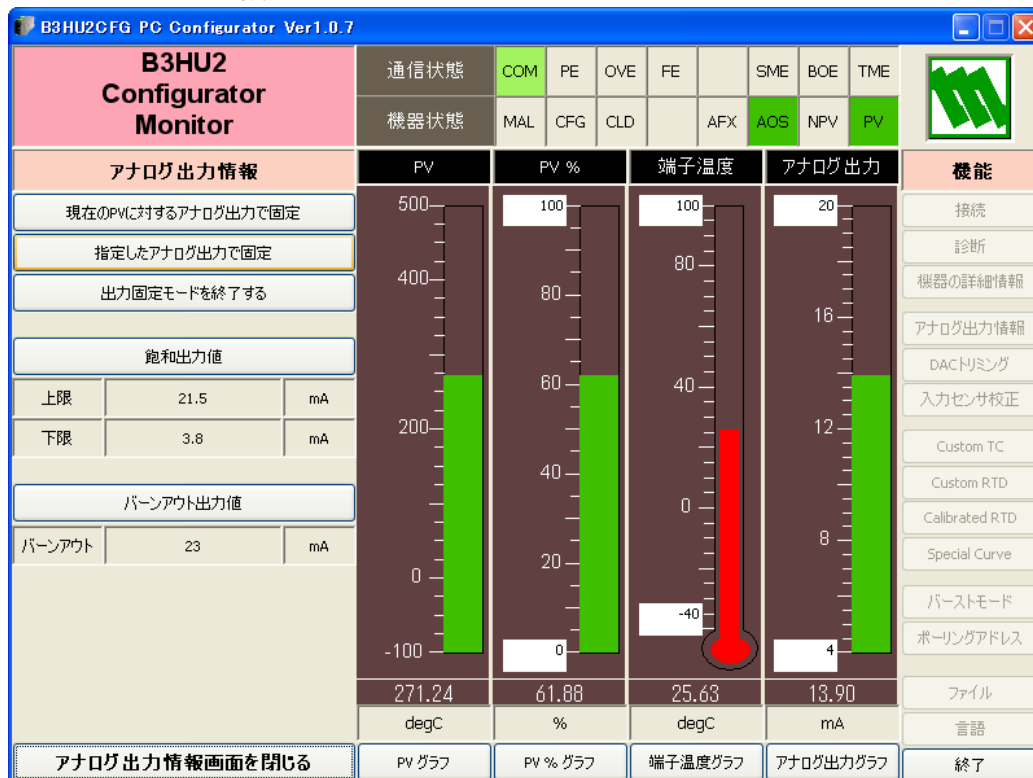 B3HU2CFG PC Configurator Ver1.0.7
B3HU2
Configurator
Monitor
通信状態 COM PE OVE FE SME BOE TME
機器状態 MAL CFG CLD AFX AOS NPV PV
アナログ出力情報
現在のPVに対するアナログ出力で固定
指定したアナログ出力で固定
出力固定モードを終了する
飽和出力値
上限 21.5 mA
下限 3.8 mA
バーンアウト出力値
バーンアウト 23 mA
アナログ出力情報画面を閉じる
PV
500
400
200
0
-100
271.24
degC
PV グラフ
PV %
100
80
60
40
20
0
61.88
%
PV % グラフ
端子温度
100
80
40
0
-40
25.63
degC
端子温度グラフ
アナログ出力
20
16
12
8
4
13.90
mA
アナログ出力グラフ
機能
接続
診断
機器の詳細情報
アナログ出力情報
DACトリミング
入力センサ校正
Custom TC
Custom RTD
Calibrated RTD
Special Curve
バーストモード
ポーリングアドレス
ファイル
言語
終了